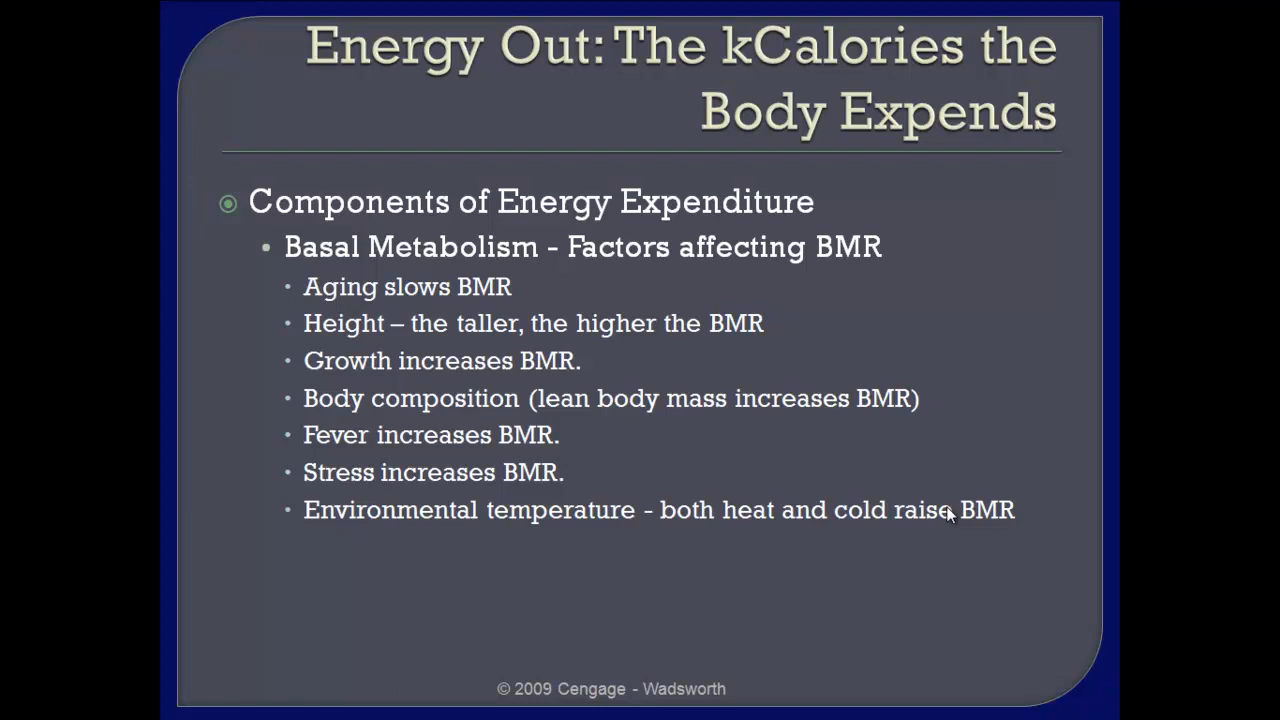 Energy Out: The kCalories the
Body Expends
Components of Energy Expenditure
Basal Metabolism - Factors affecting BMR
Aging slows BMR
Height – the taller, the higher the BMR
Growth increases BMR.
Body composition (lean body mass increases BMR)
Fever increases BMR.
Stress increases BMR.
Environmental temperature - both heat and cold raise BMR
© 2009 Cengage - Wadsworth